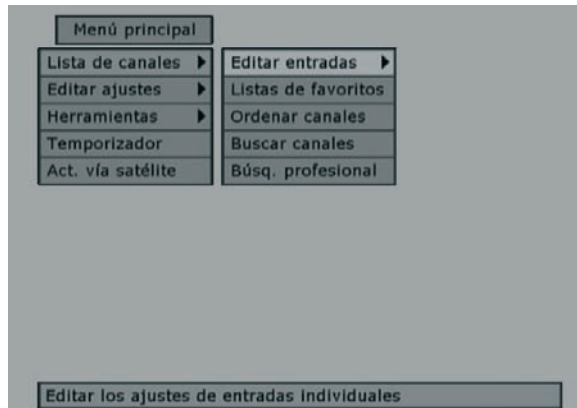 Menú principal
Lista de canales
Editar ajustes
Herramientas
Temporizador
Act. vía satélite
Editar entradas
Listas de favoritos
Ordenar canales
Buscar canales
Búsq. profesional
Editar los ajustes de entradas individuales